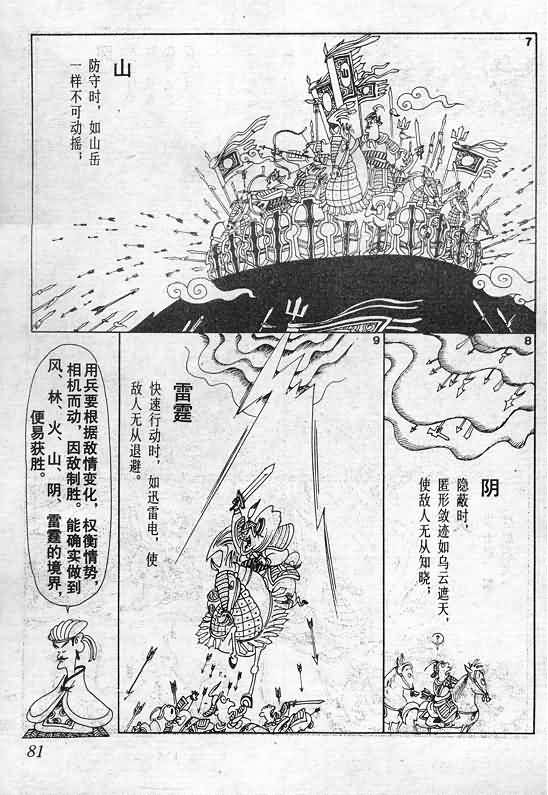 7
山
防守时，如山岳
一样不可动摇；
山
8
阴
隐蔽时，
匿形敛迹如乌云遮天，
使敌人无从知晓；
?
9
雷霆
快速行动时，如迅雷电，使
敌人无从退避。
用兵要根据敌情变化，权衡情势，
相机而动，因敌制胜。能确实做到
风、林、火、山、阴、雷霆的境界，
便易获胜。
81